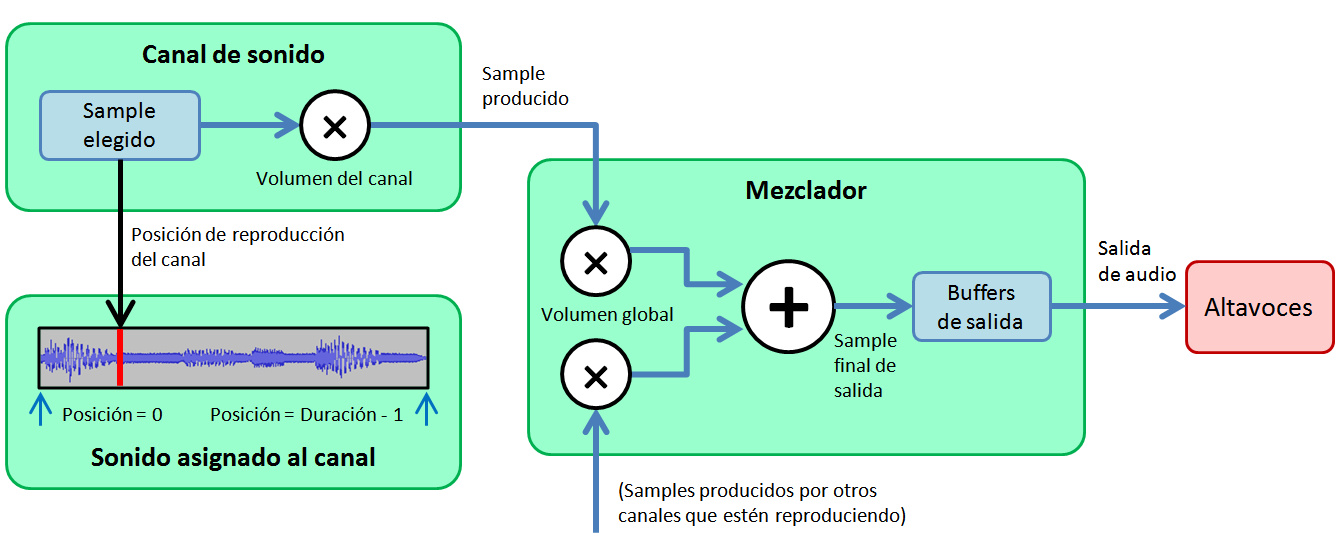 Canal de sonido
Sample
elegido
×
Volumen del canal
Sample
producido
Posición de reproducción
del canal
Posición = 0
Posición = Duración - 1
Sonido asignado al canal
Mezclador
×
Volumen global
×
+
Sample
final de
salida
Buffers
de salida
Salida
de audio
Altavoces
(Samples producidos por otros
canales que estén reproduciendo)